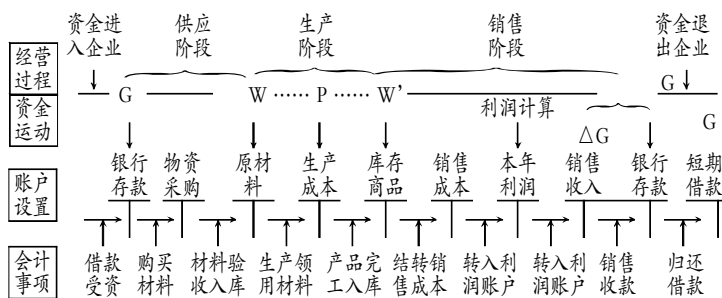 资金进 供应 生产 销售 资金退
入企业 阶段 阶段 阶段 出企业
经营
过程
G W ······ P ······ W' G
资金
运动
利润计算
G
△G
银行 物资 原材 生产 库存 销售 本年 销售 银行 短期
存款 采购 料 成本 商品 成本 利润 收入 存款 借款
账户
设置
会计
事项
借款 购买 材料验 生产领 产品完 结转销 转入利 转入利 销售 归还
受资 材料 收入库 用材料 工入库 售成本 润账户 润账户 收款 借款